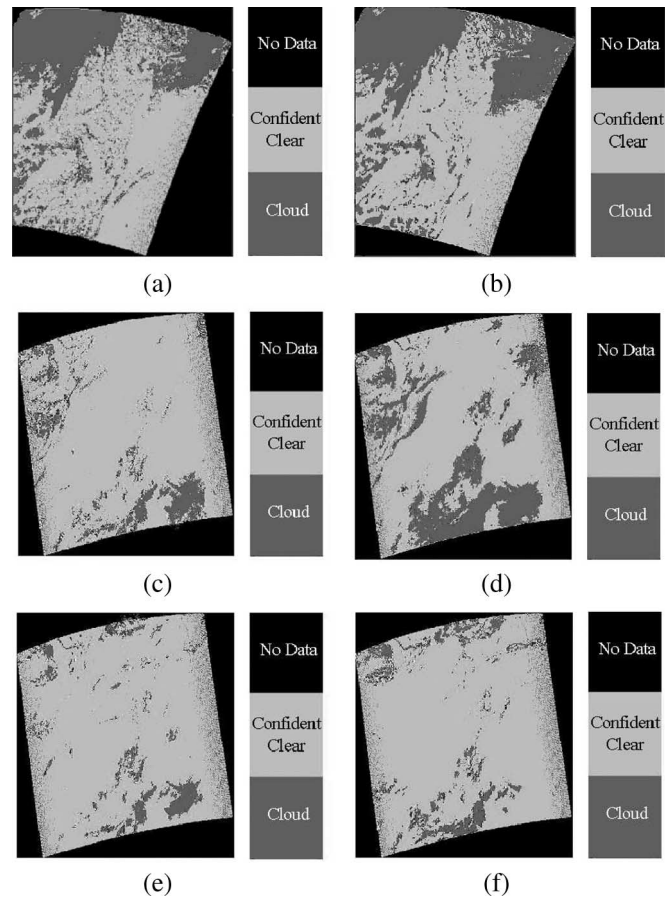 No Data
Confident
Clear
Cloud
(a)
No Data
Confident
Clear
Cloud
(b)
No Data
Confident
Clear
Cloud
(c)
No Data
Confident
Clear
Cloud
(d)
No Data
Confident
Clear
Cloud
(e)
No Data
Confident
Clear
Cloud
(f)